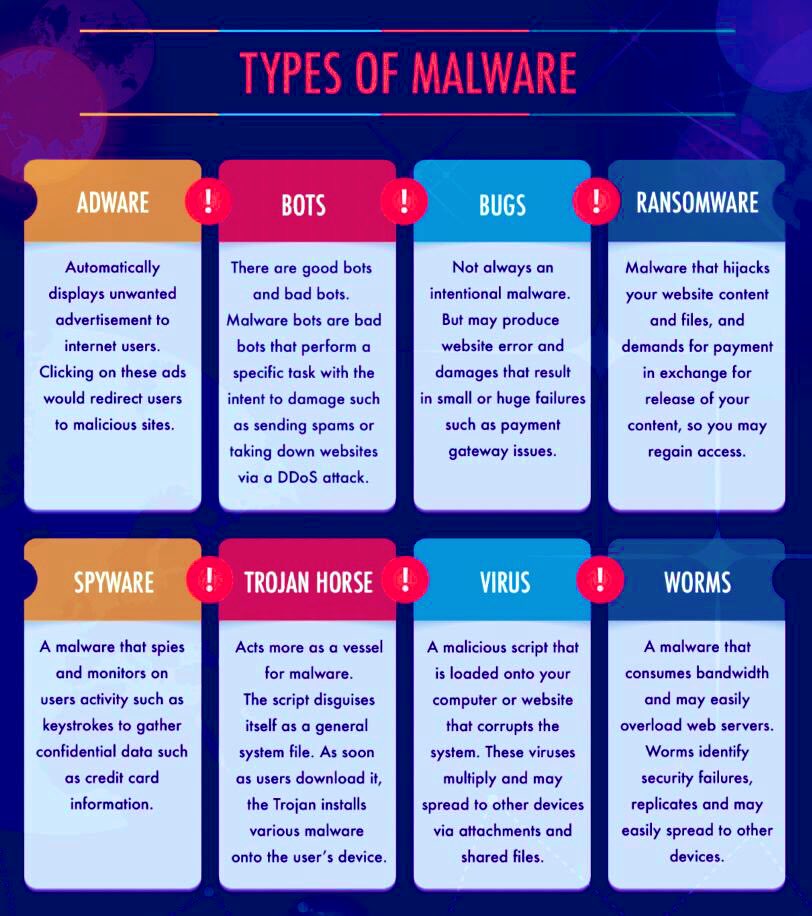 TYPES OF MALWARE
ADWARE
Automatically
displays unwanted
advertisement to
internet users.
Clicking on these ads
would redirect users
to malicious sites.
BOTS
There are good bots
and bad bots.
Malware bots are bad
bots that perform a
specific task with the
intent to damage such
as sending spams or
taking down websites
via a DDoS attack.
BUGS
Not always an
intentional malware.
But may produce
website error and
damages that result
in small or huge failures
such as payment
gateway issues.
RANSOMWARE
Malware that hijacks
your website content
and files, and
demands for payment
in exchange for
release of your
content, so you may
regain access.
SPYWARE
A malware that spies
and monitors on
users activity such as
keystrokes to gather
confidential data such
as credit card
information.
TROJAN HORSE
Acts more as a vessel
for malware.
The script disguises
itself as a general
system file. As soon
as users download it,
the Trojan installs
various malware
onto the user's device.
VIRUS
A malicious script that
is loaded onto your
computer or website
that corrupts the
system. These viruses
multiply and may
spread to other devices
via attachments and
shared files.
WORMS
A malware that
consumes bandwidth
and may easily
overload web servers.
Worms identify
security failures,
replicates and may
easily spread to other
devices.